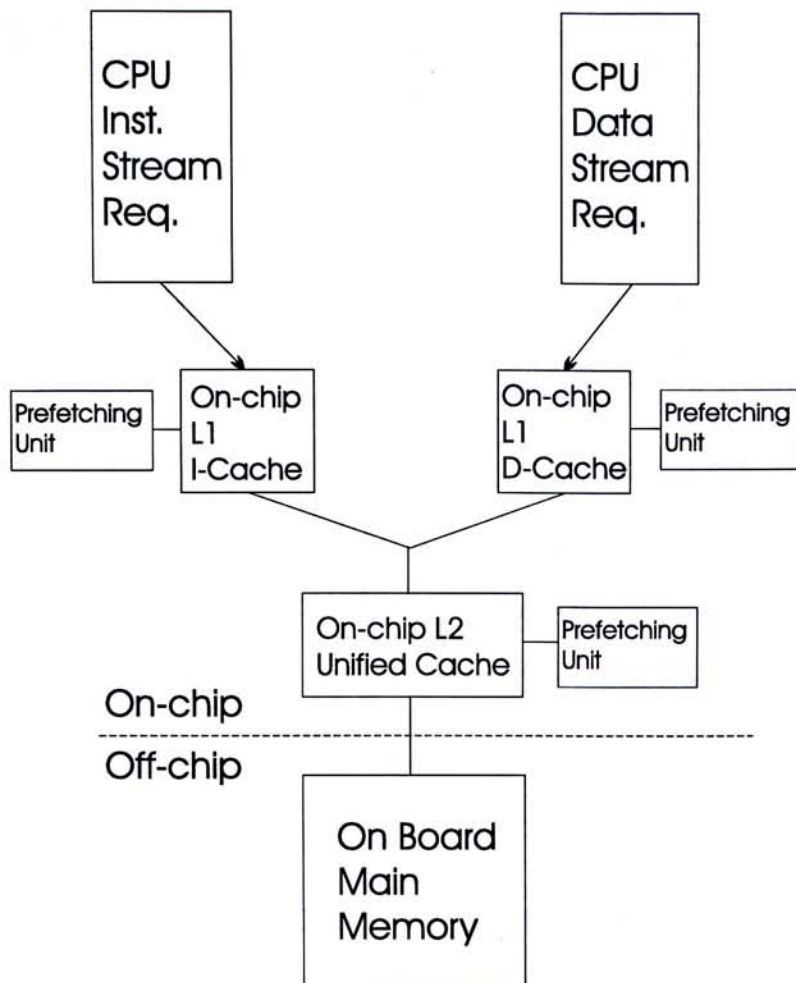 CPU
Inst.
Stream
Req.
CPU
Data
Stream
Req.
Prefetching
Unit
On-chip
L1
I-Cache
On-chip
L1
D-Cache
Prefetching
Unit
On-chip L2
Unified Cache
Prefetching
Unit
On-chip
Off-chip
On Board
Main
Memory